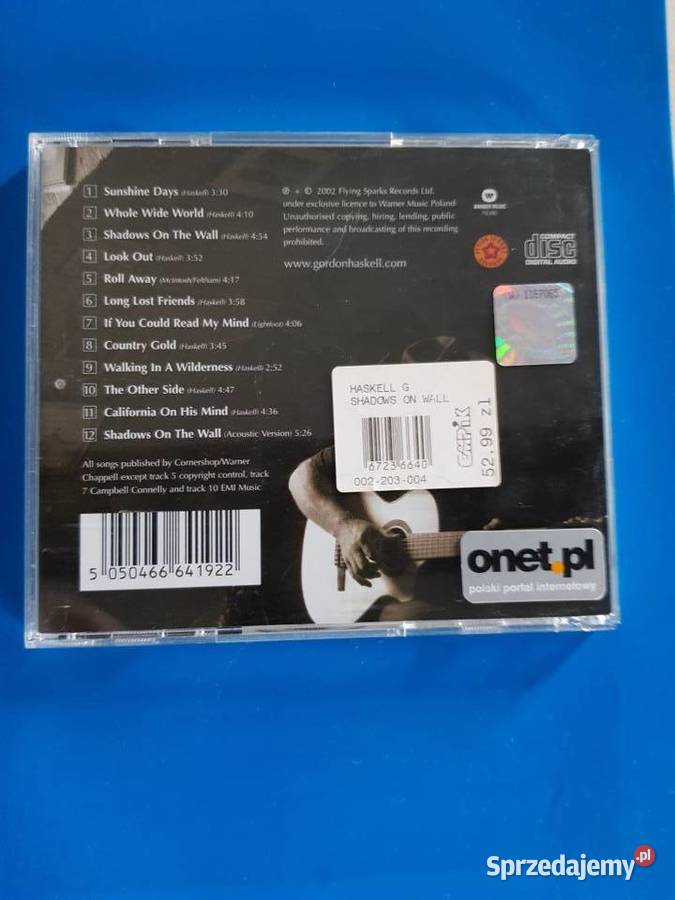 1 Sunshine Days (Haskell) 3:30
2 Whole Wide World (Haskell) 4:10
3 Shadows On The Wall (Haskell) 4:54
4 Look Out (Haskell) 3:52
5 Roll Away (McIntosh/Feltham) 4:17
6 Long Lost Friends (Haskell) 3:58
7 If You Could Read My Mind (Lightfoot) 4:06
8 Country Gold (Haskell) 3:45
9 Walking In A Wilderness (Haskell) 2:52
10 The Other Side (Haskell) 4:47
11 California On His Mind (Haskell) 4:36
12 Shadows On The Wall (Acoustic Version) 5:26
All songs published by Cornershop/Warner
Chappell except track 5 copyright control, track
7 Campbell Connelly and track 10 EMI Music
℗ + © 2002 Flying Sparks Records Ltd.
under exclusive licence to Warner Music Poland
Unauthorised copying, hiring, lending, public
performance and broadcasting of this recording
prohibited.
www.gordonhaskell.com
WARNER MUSIC
POLAND
COMPACT
disc
DIGITAL AUDIO
HASKELL G
SHADOWS ON WALL
67236640
002-203-004
EMPiK
52.99 zl
5 050466 641922
onet.pl
polski portal internetowy
Sprzedajemy.pl